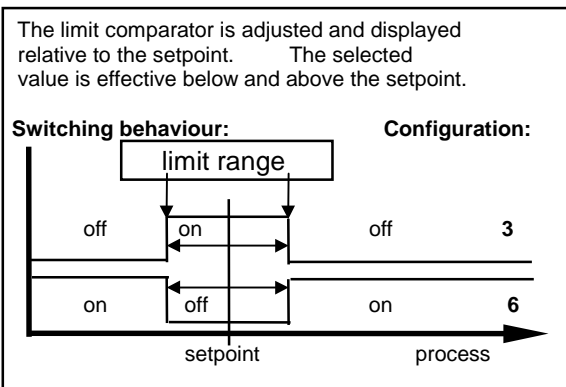 The limit comparator is adjusted and displayed
relative to the setpoint. The selected
value is effective below and above the setpoint.
Switching behaviour: Configuration:
limit range
off on off 3
on off on 6
setpoint process